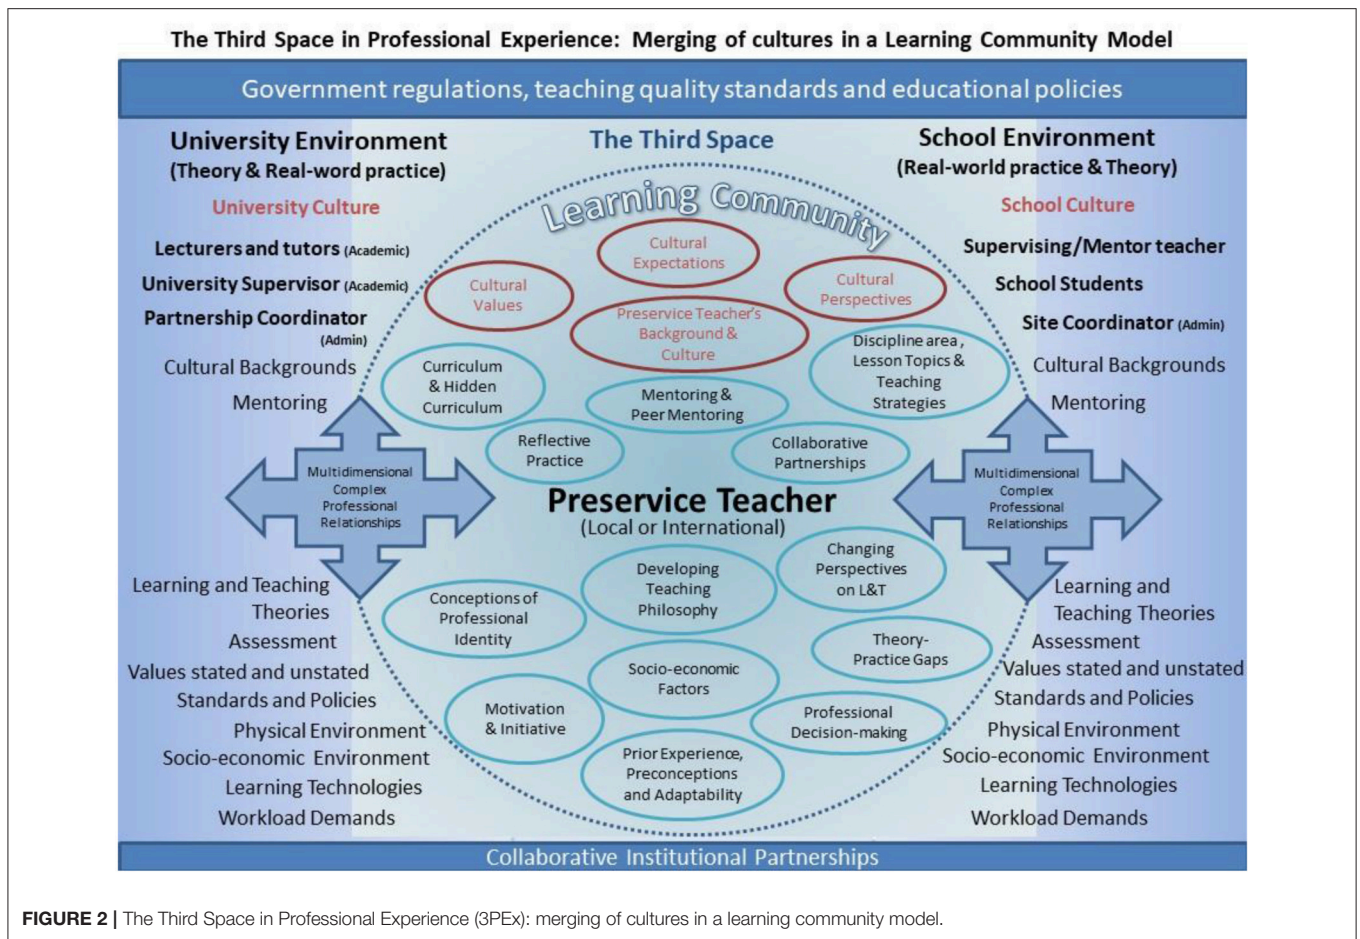 The Third Space in Professional Experience: Merging of cultures in a Learning Community Model
Government regulations, teaching quality standards and educational policies
University Environment
(Theory & Real-word practice)
University Culture
Lecturers and tutors (Academic)
University Supervisor (Academic)
Partnership Coordinator
(Admin)
Cultural Backgrounds
Mentoring
Multidimensional
Complex
Professional
Relationships
Learning and Teaching
Theories
Assessment
Values stated and unstated
Standards and Policies
Physical Environment
Socio-economic Environment
Learning Technologies
Workload Demands
The Third Space
Learning Community
Cultural
Expectations
Cultural
Values
Cultural
Perspectives
Preservice Teacher's
Background &
Culture
Curriculum
& Hidden
Curriculum
Mentoring &
Peer Mentoring
Discipline area ,
Lesson Topics &
Teaching
Strategies
Reflective
Practice
Collaborative
Partnerships
Preservice Teacher
(Local or International)
Changing
Perspectives
on L&T
Developing
Teaching
Philosophy
Conceptions of
Professional
Identity
Theory-
Practice Gaps
Socio-economic
Factors
Motivation
& Initiative
Professional
Decision-making
Prior Experience,
Preconceptions
and Adaptability
School Environment
(Real-world practice & Theory)
School Culture
Supervising/Mentor teacher
School Students
Site Coordinator (Admin)
Cultural Backgrounds
Mentoring
Multidimensional
Complex
Professional
Relationships
Learning and
Teaching Theories
Assessment
Values stated and unstated
Standards and Policies
Physical Environment
Socio-economic Environment
Learning Technologies
Workload Demands
Collaborative Institutional Partnerships
FIGURE 2 | The Third Space in Professional Experience (3PEx): merging of cultures in a learning community model.